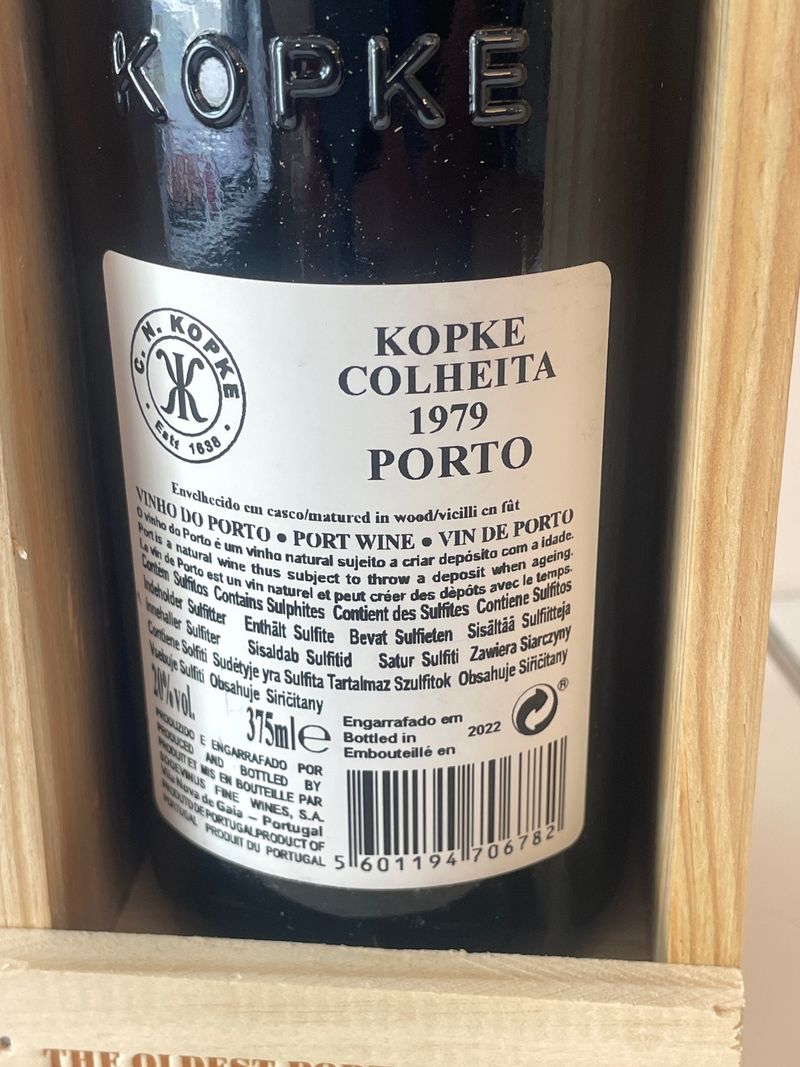 KOPKE
C. N. KOPKE
Estd 1638
KOPKE
COLHEITA
1979
PORTO
Envelhecido em casco/matured in wood/vieilli en fût
VINHO DO PORTO ● PORT WINE ● VIN DE PORTO
O vinho do Porto é um vinho natural sujeito a criar depósito com a idade.
Port is a natural wine thus subject to throw a deposit when ageing.
Le vin de Porto est un vin naturel et peut créer des dèpòts avec le temps.
Contém Sulfitos Contains Sulphites Contient des Sulfites Contiene Sulfitos
Indeholder Sulfitter Enthält Sulfite Bevat Sulfieten Sisältää Sulfiitteja
Innehaller Sulfiter Sisaldab Sulfitid Satur Sulfiti Zawiera Siarczyny
Contiene Solfiti Sudėtyje yra Sulfita Tartalmaz Szulfitok Obsahuje Siřičitany
Vsebuje Sulfiti Obsahuje Siričitany
20%vol.
375ml e
PRODUZIDO E ENGARRAFADO POR
PRODUCED AND BOTTLED BY
PRODUIT ET MIS EN BOUTEILLE PAR
SOGEVINUS FINE WINES, S.A.
Vila Nova de Gaia – Portugal
PRODUTO DE PORTUGAL PRODUCT OF
PORTUGAL PRODUIT DU PORTUGAL
Engarrafado em
Bottled in 2022
Embouteillé en
®
5 601194 706782
THE OLDEST PORT